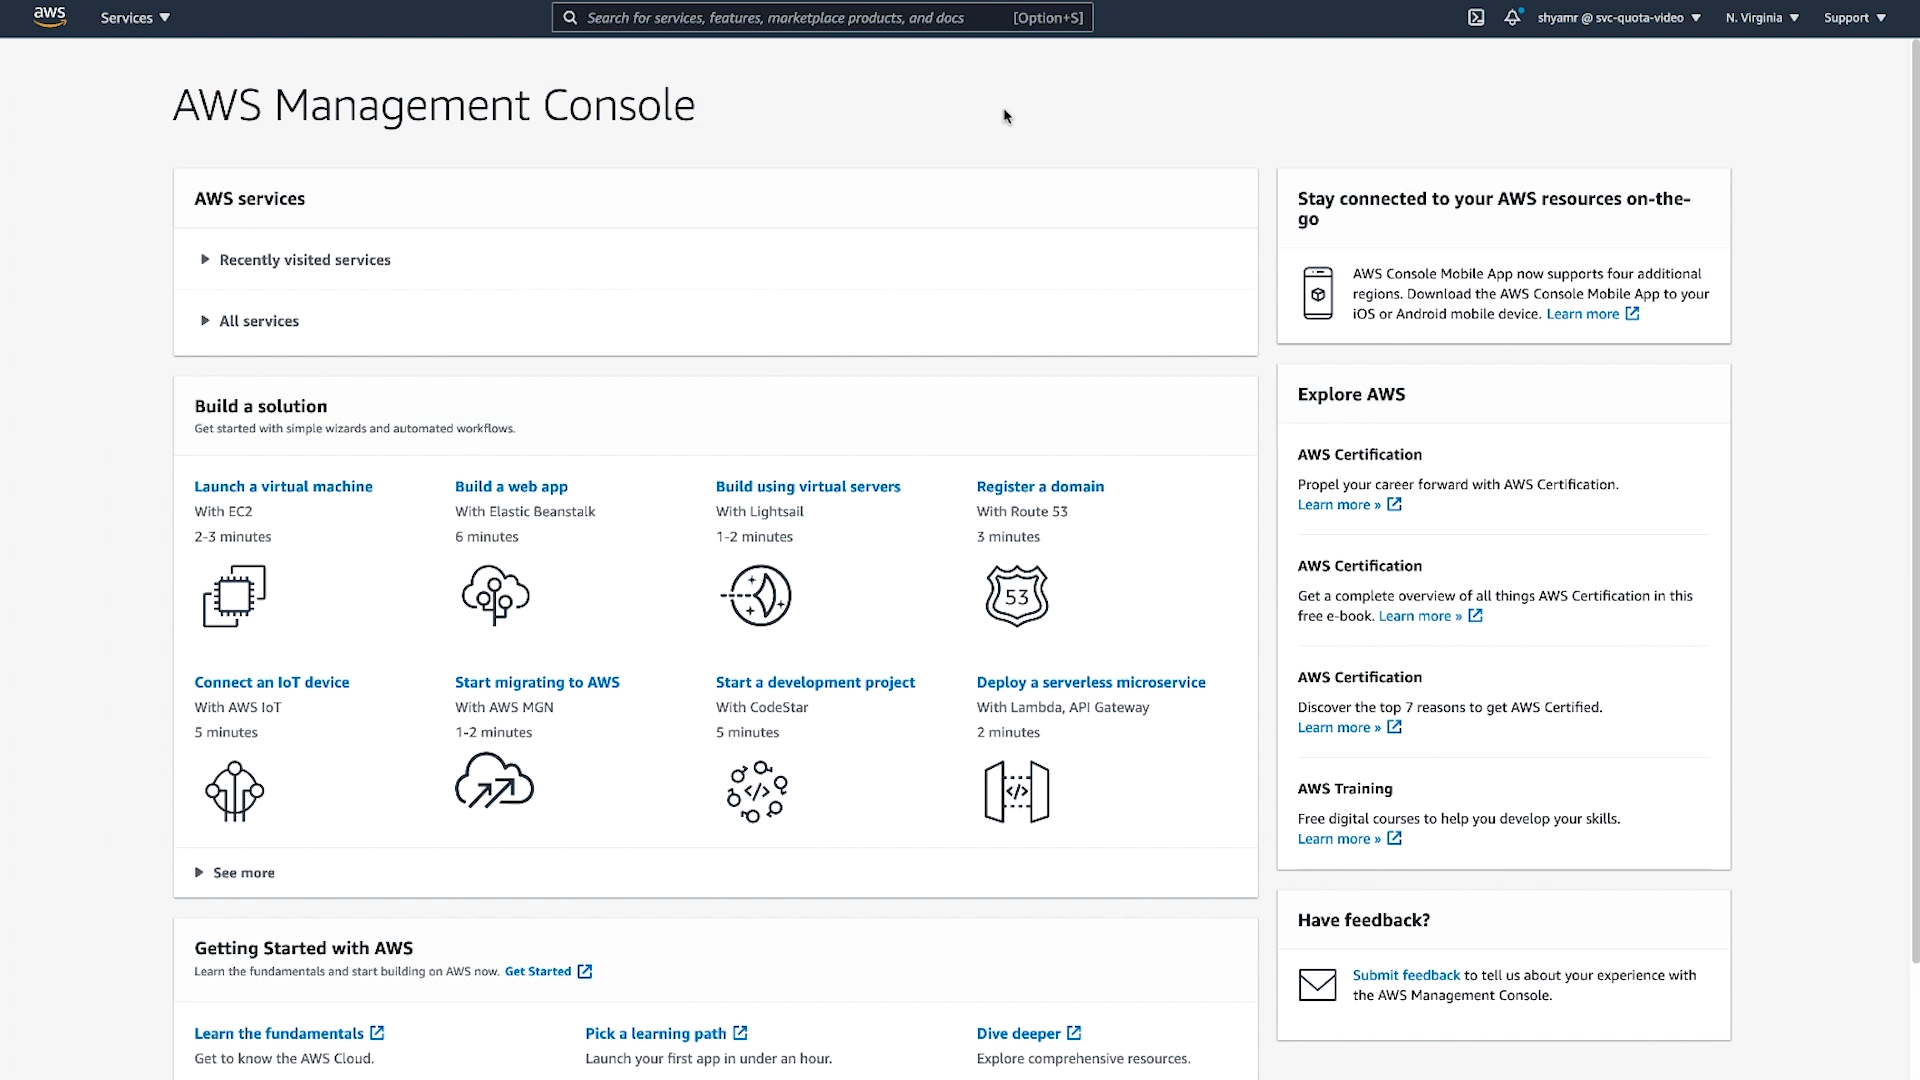 aws
Services
Search for services, features, marketplace products, and docs
[Option+S]
shyamr @ svc-quota-video
N. Virginia
Support
AWS Management Console
AWS services
Recently visited services
All services
Build a solution
Get started with simple wizards and automated workflows.
Launch a virtual machine
With EC2
2-3 minutes
Build a web app
With Elastic Beanstalk
6 minutes
Build using virtual servers
With Lightsail
1-2 minutes
Register a domain
With Route 53
3 minutes
53
Connect an IoT device
With AWS IoT
5 minutes
Start migrating to AWS
With AWS MGN
1-2 minutes
Start a development project
With CodeStar
5 minutes
</>
Deploy a serverless microservice
With Lambda, API Gateway
2 minutes
</>
See more
Getting Started with AWS
Learn the fundamentals and start building on AWS now. Get Started
Learn the fundamentals
Get to know the AWS Cloud.
Pick a learning path
Launch your first app in under an hour.
Dive deeper
Explore comprehensive resources.
Stay connected to your AWS resources on-the-
go
AWS Console Mobile App now supports four additional
regions. Download the AWS Console Mobile App to your
iOS or Android mobile device. Learn more
Explore AWS
AWS Certification
Propel your career forward with AWS Certification.
Learn more »
AWS Certification
Get a complete overview of all things AWS Certification in this
free e-book. Learn more »
AWS Certification
Discover the top 7 reasons to get AWS Certified.
Learn more »
AWS Training
Free digital courses to help you develop your skills.
Learn more »
Have feedback?
Submit feedback to tell us about your experience with
the AWS Management Console.